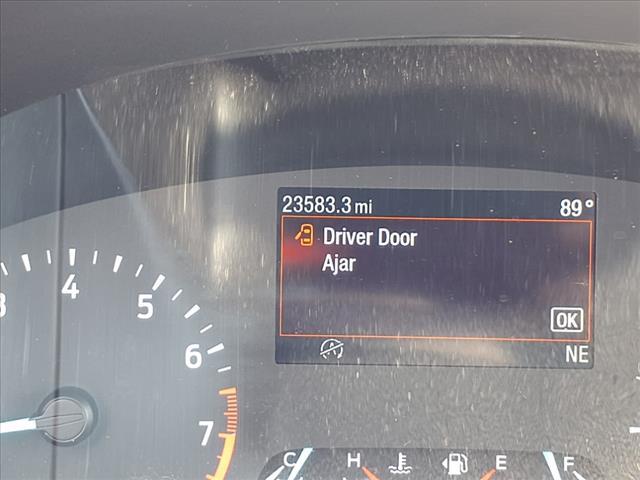 23583.3 mi 89°
Driver Door
Ajar
OK
NE
4
5
6
7
C H E F